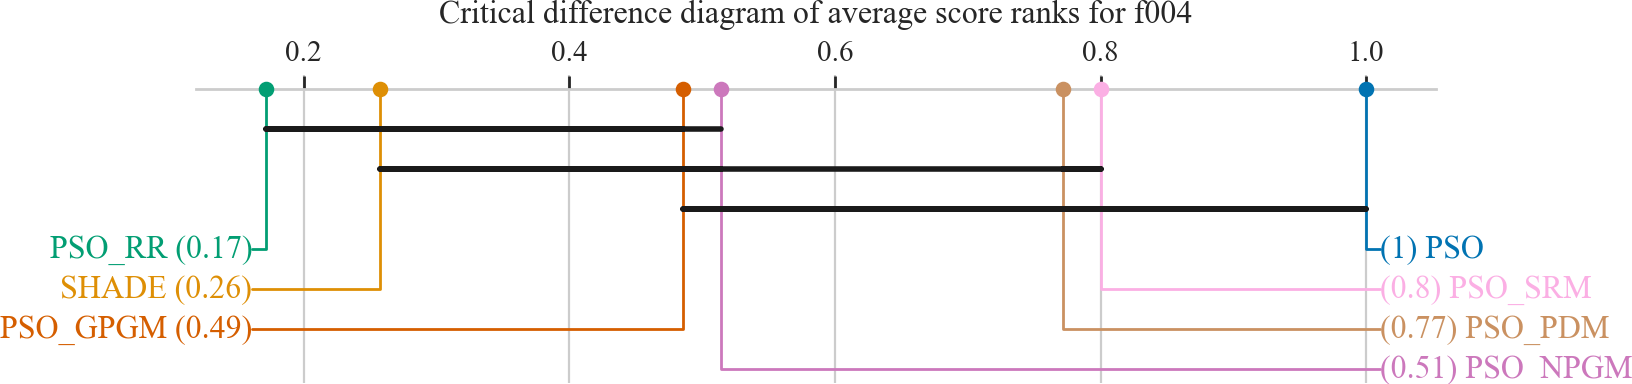 Critical difference diagram of average score ranks for f004
0.2 0.4 0.6 0.8 1.0
PSO_RR (0.17) (1) PSO
SHADE (0.26) (0.8) PSO_SRM
PSO_GPGM (0.49) (0.77) PSO_PDM
(0.51) PSO_NPGM